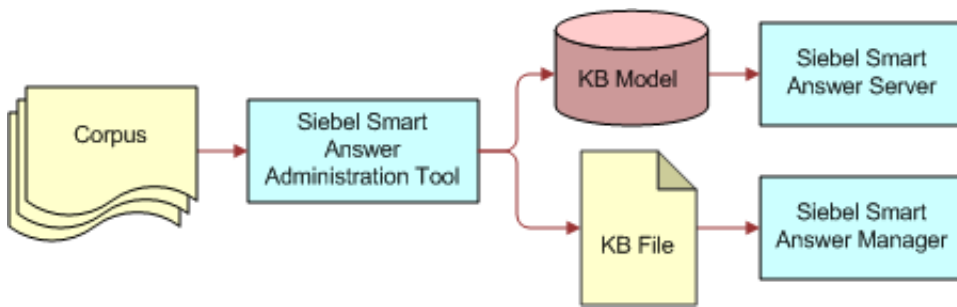 Corpus
Siebel Smart
Answer
Administration Tool
KB Model
Siebel Smart
Answer Server
KB File
Siebel Smart
Answer Manager